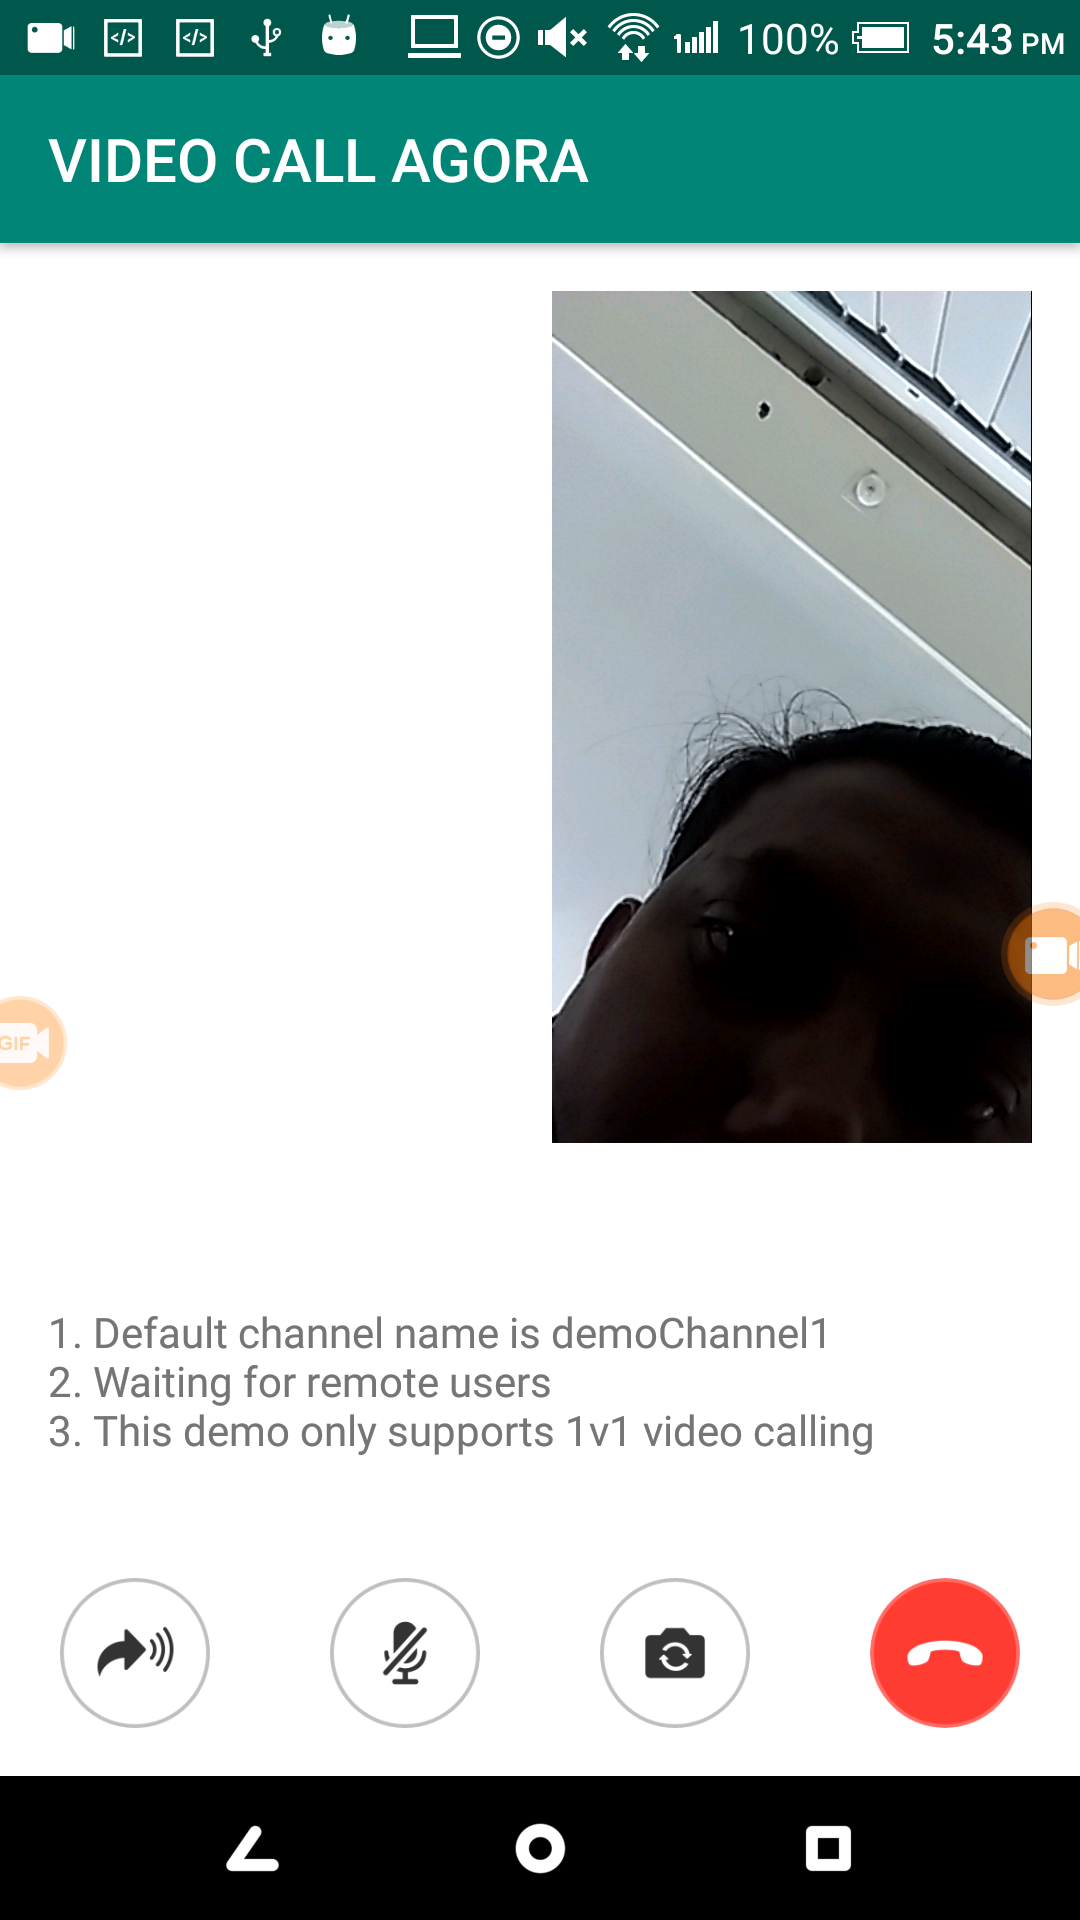 100% 5:43 PM
VIDEO CALL AGORA
GIF
1. Default channel name is demoChannel1
2. Waiting for remote users
3. This demo only supports 1v1 video calling